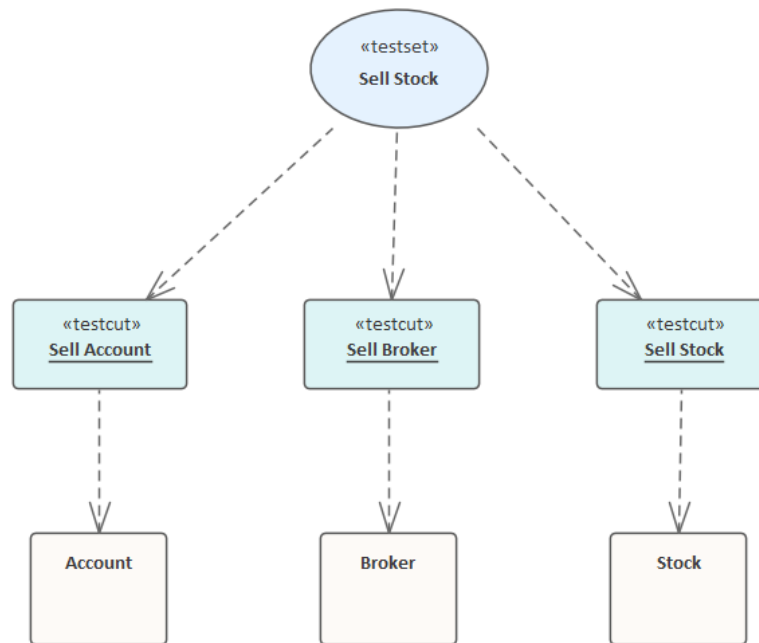 «testset»
Sell Stock
«testcut»
Sell Account
«testcut»
Sell Broker
«testcut»
Sell Stock
Account
Broker
Stock